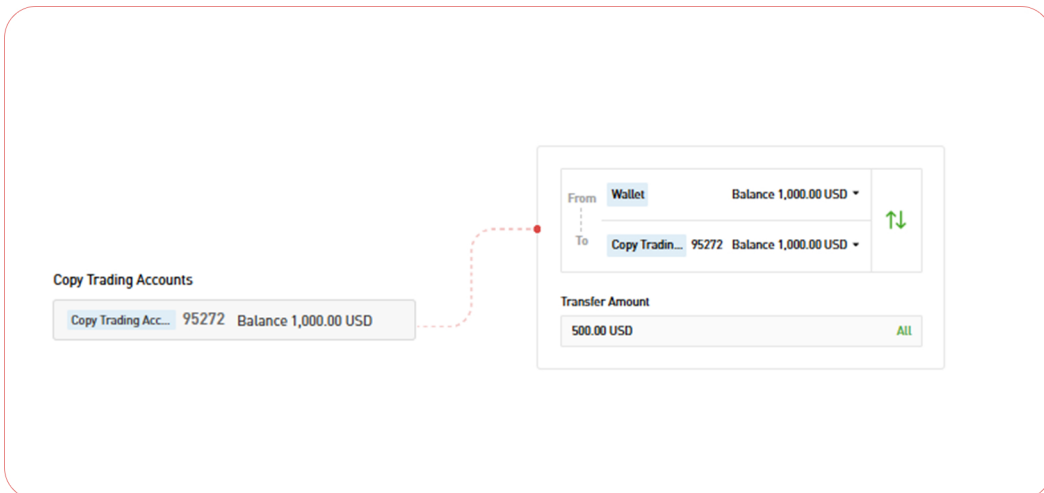 Copy Trading Accounts
Copy Trading Acc... 95272 Balance 1,000.00 USD
From Wallet Balance 1,000.00 USD
To Copy Tradin... 95272 Balance 1,000.00 USD
Transfer Amount
500.00 USD All